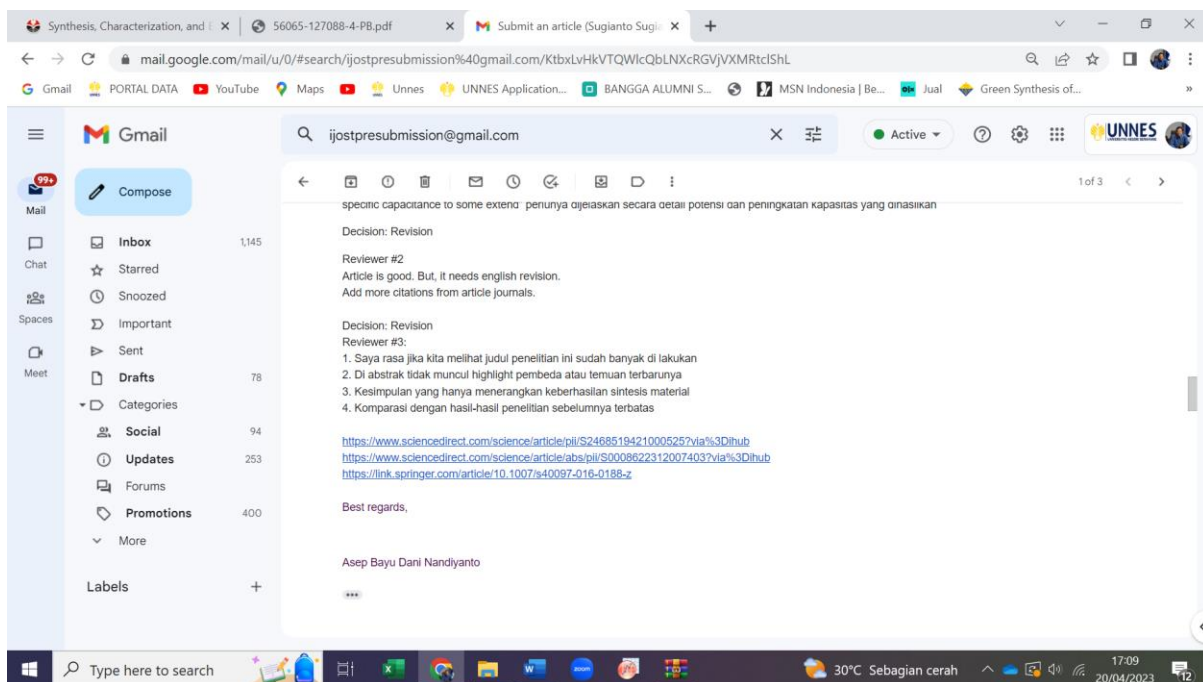 Synthesis, Characterization, and E
56065-127088-4-PB.pdf
Submit an article (Sugianto Sugia
mail.google.com/mail/u/0/#search/ijostpresubmission%40gmail.com/KtbxLvHkVTQWlcQbLNXcRGVjVXMRtclShL
Gmail
PORTAL DATA
YouTube
Maps
Unnes
UNNES Application...
BANGGA ALUMNI S...
MSN Indonesia | Be...
Jual
Green Synthesis of...
Gmail
ijostpresubmission@gmail.com
Active
UNNES
99+
Mail
Chat
Spaces
Meet
Compose
1 of 3
Inbox 1,145
Starred
Snoozed
Important
Sent
Drafts 78
Categories
Social 94
Updates 253
Forums
Promotions 400
More
Labels
specific capacitance to some extend" perlunya dijelaskan secara detail potensi dan peningkatan kapasitas yang dihasilkan
Decision: Revision
Reviewer #2
Article is good. But, it needs english revision.
Add more citations from article journals.
Decision: Revision
Reviewer #3:
1. Saya rasa jika kita melihat judul penelitian ini sudah banyak di lakukan
2. Di abstrak tidak muncul highlight pembeda atau temuan terbarunya
3. Kesimpulan yang hanya menerangkan keberhasilan sintesis material
4. Komparasi dengan hasil-hasil penelitian sebelumnya terbatas
https://www.sciencedirect.com/science/article/pii/S2468519421000525?via%3Dihub
https://www.sciencedirect.com/science/article/abs/pii/S0008622312007403?via%3Dihub
https://link.springer.com/article/10.1007/s40097-016-0188-z
Best regards,
Asep Bayu Dani Nandiyanto
Type here to search
30°C Sebagian cerah
17:09
20/04/2023
12